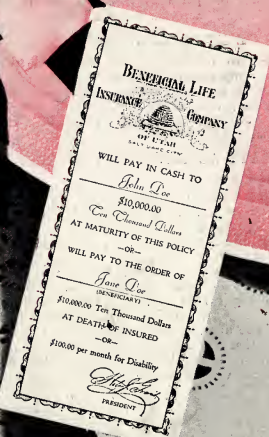 BENEFICIAL LIFE
INSURANCE COMPANY
OF UTAH
SALT LAKE CITY
WILL PAY IN CASH TO
John Doe
$10,000.00
Ten Thousand Dollars
AT MATURITY OF THIS POLICY
—OR—
WILL PAY TO THE ORDER OF
Jane Doe
(BENEFICIARY)
$10,000.00 Ten Thousand Dollars
AT DEATH OF INSURED
—OR—
$100.00 per month for Disability
PRESIDENT